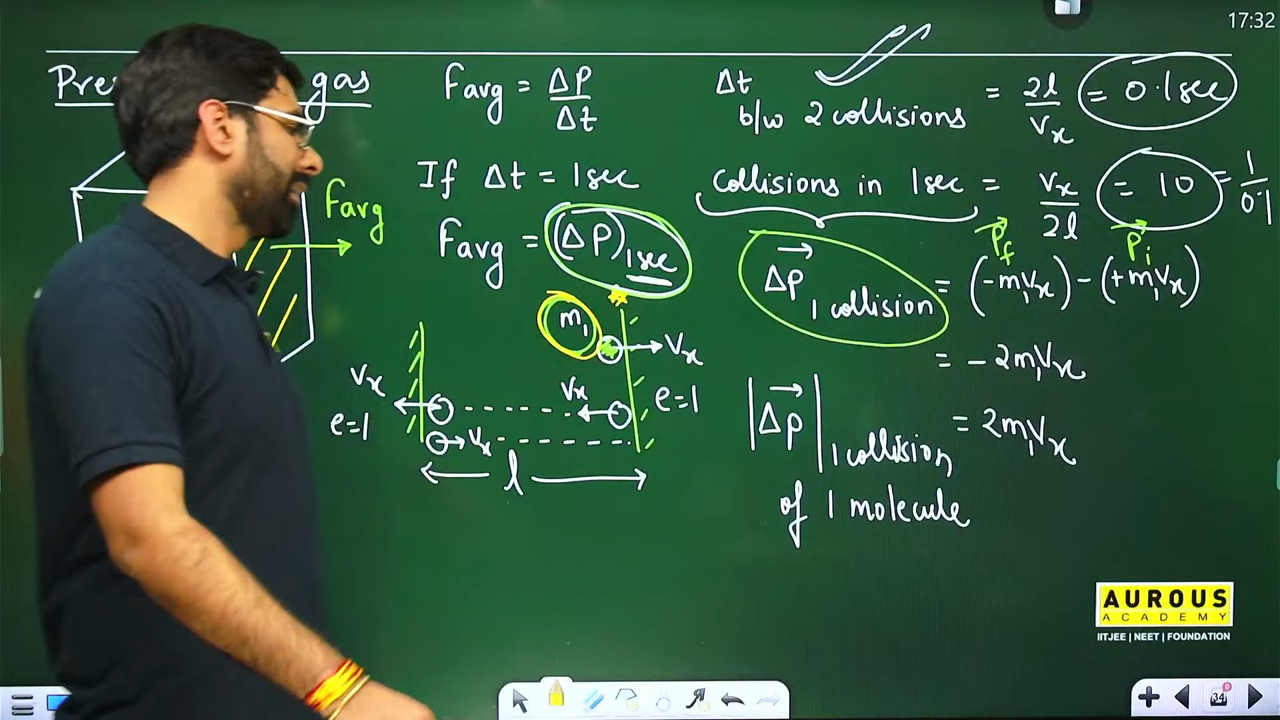 17:32
Pre gas
Favg = ΔP/Δt
Δt b/w 2 collisions = 2l/Vx = 0.1sec
If Δt = 1sec
collisions in 1sec = Vx/2l = 10 = 1/0.1
Favg
Favg = (ΔP)1sec
ΔP⃗ 1 collision = (-m₁Vx) - (+m₁Vx)
P⃗f P⃗i
m₁
Vx
= -2m₁Vx
Vx
Vx
e=1
e=1
Vx
|ΔP⃗| 1 collision = 2m₁Vx
of 1 molecule
l
AUROUS
ACADEMY
IITJEE | NEET | FOUNDATION
34